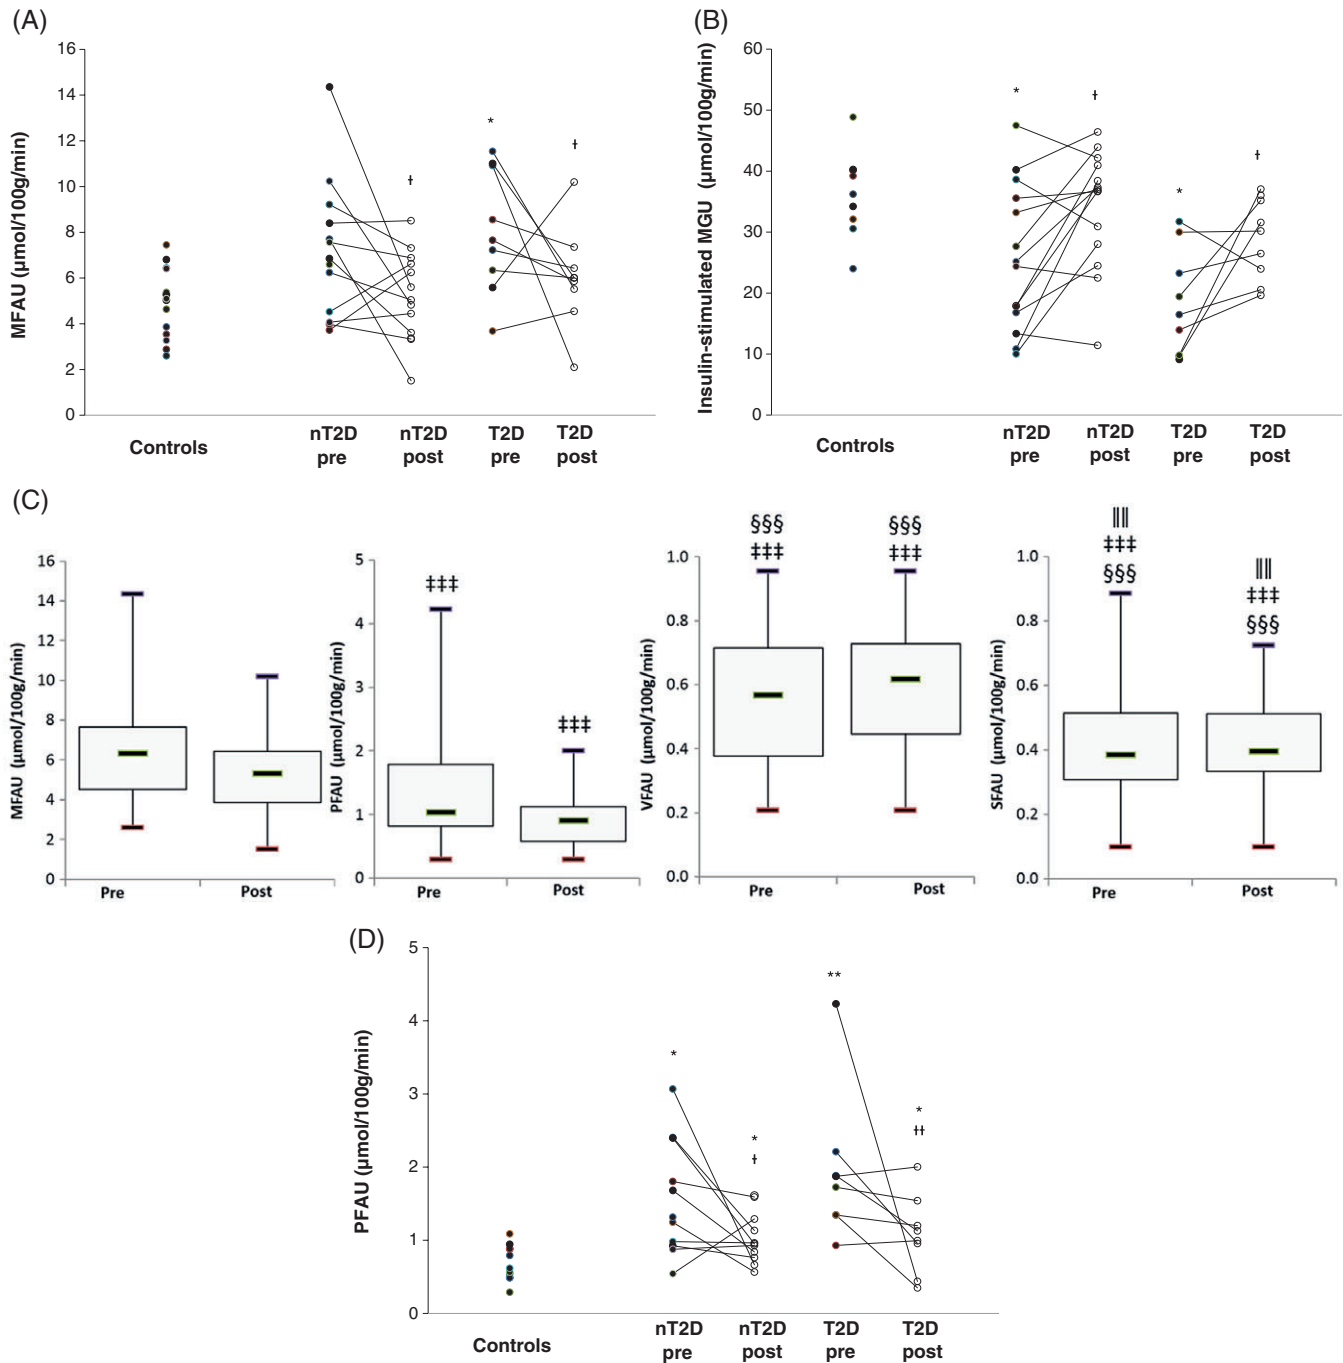 (A)
MFAU (µmol/100g/min)
16
14
12
10
8
6
4
2
0
*
ƚ
ƚ
Controls
nT2D
pre
nT2D
post
T2D
pre
T2D
post
(B)
Insulin-stimulated MGU (µmol/100g/min)
60
50
40
30
20
10
0
*
ƚ
*
ƚ
Controls
nT2D
pre
nT2D
post
T2D
pre
T2D
post
(C)
MFAU (µmol/100g/min)
16
14
12
10
8
6
4
2
0
Pre
Post
PFAU (µmol/100g/min)
5
4
3
2
1
0
‡‡‡
‡‡‡
Pre
Post
VFAU (µmol/100g/min)
1.0
0.8
0.6
0.4
0.2
0.0
§§§
‡‡‡
§§§
‡‡‡
Pre
Post
SFAU (µmol/100g/min)
1.0
0.8
0.6
0.4
0.2
0.0
‖‖
‡‡‡
§§§
‖‖
‡‡‡
§§§
Pre
Post
(D)
PFAU (µmol/100g/min)
5
4
3
2
1
0
*
*
ƚ
**
*
ƚƚ
Controls
nT2D
pre
nT2D
post
T2D
pre
T2D
post